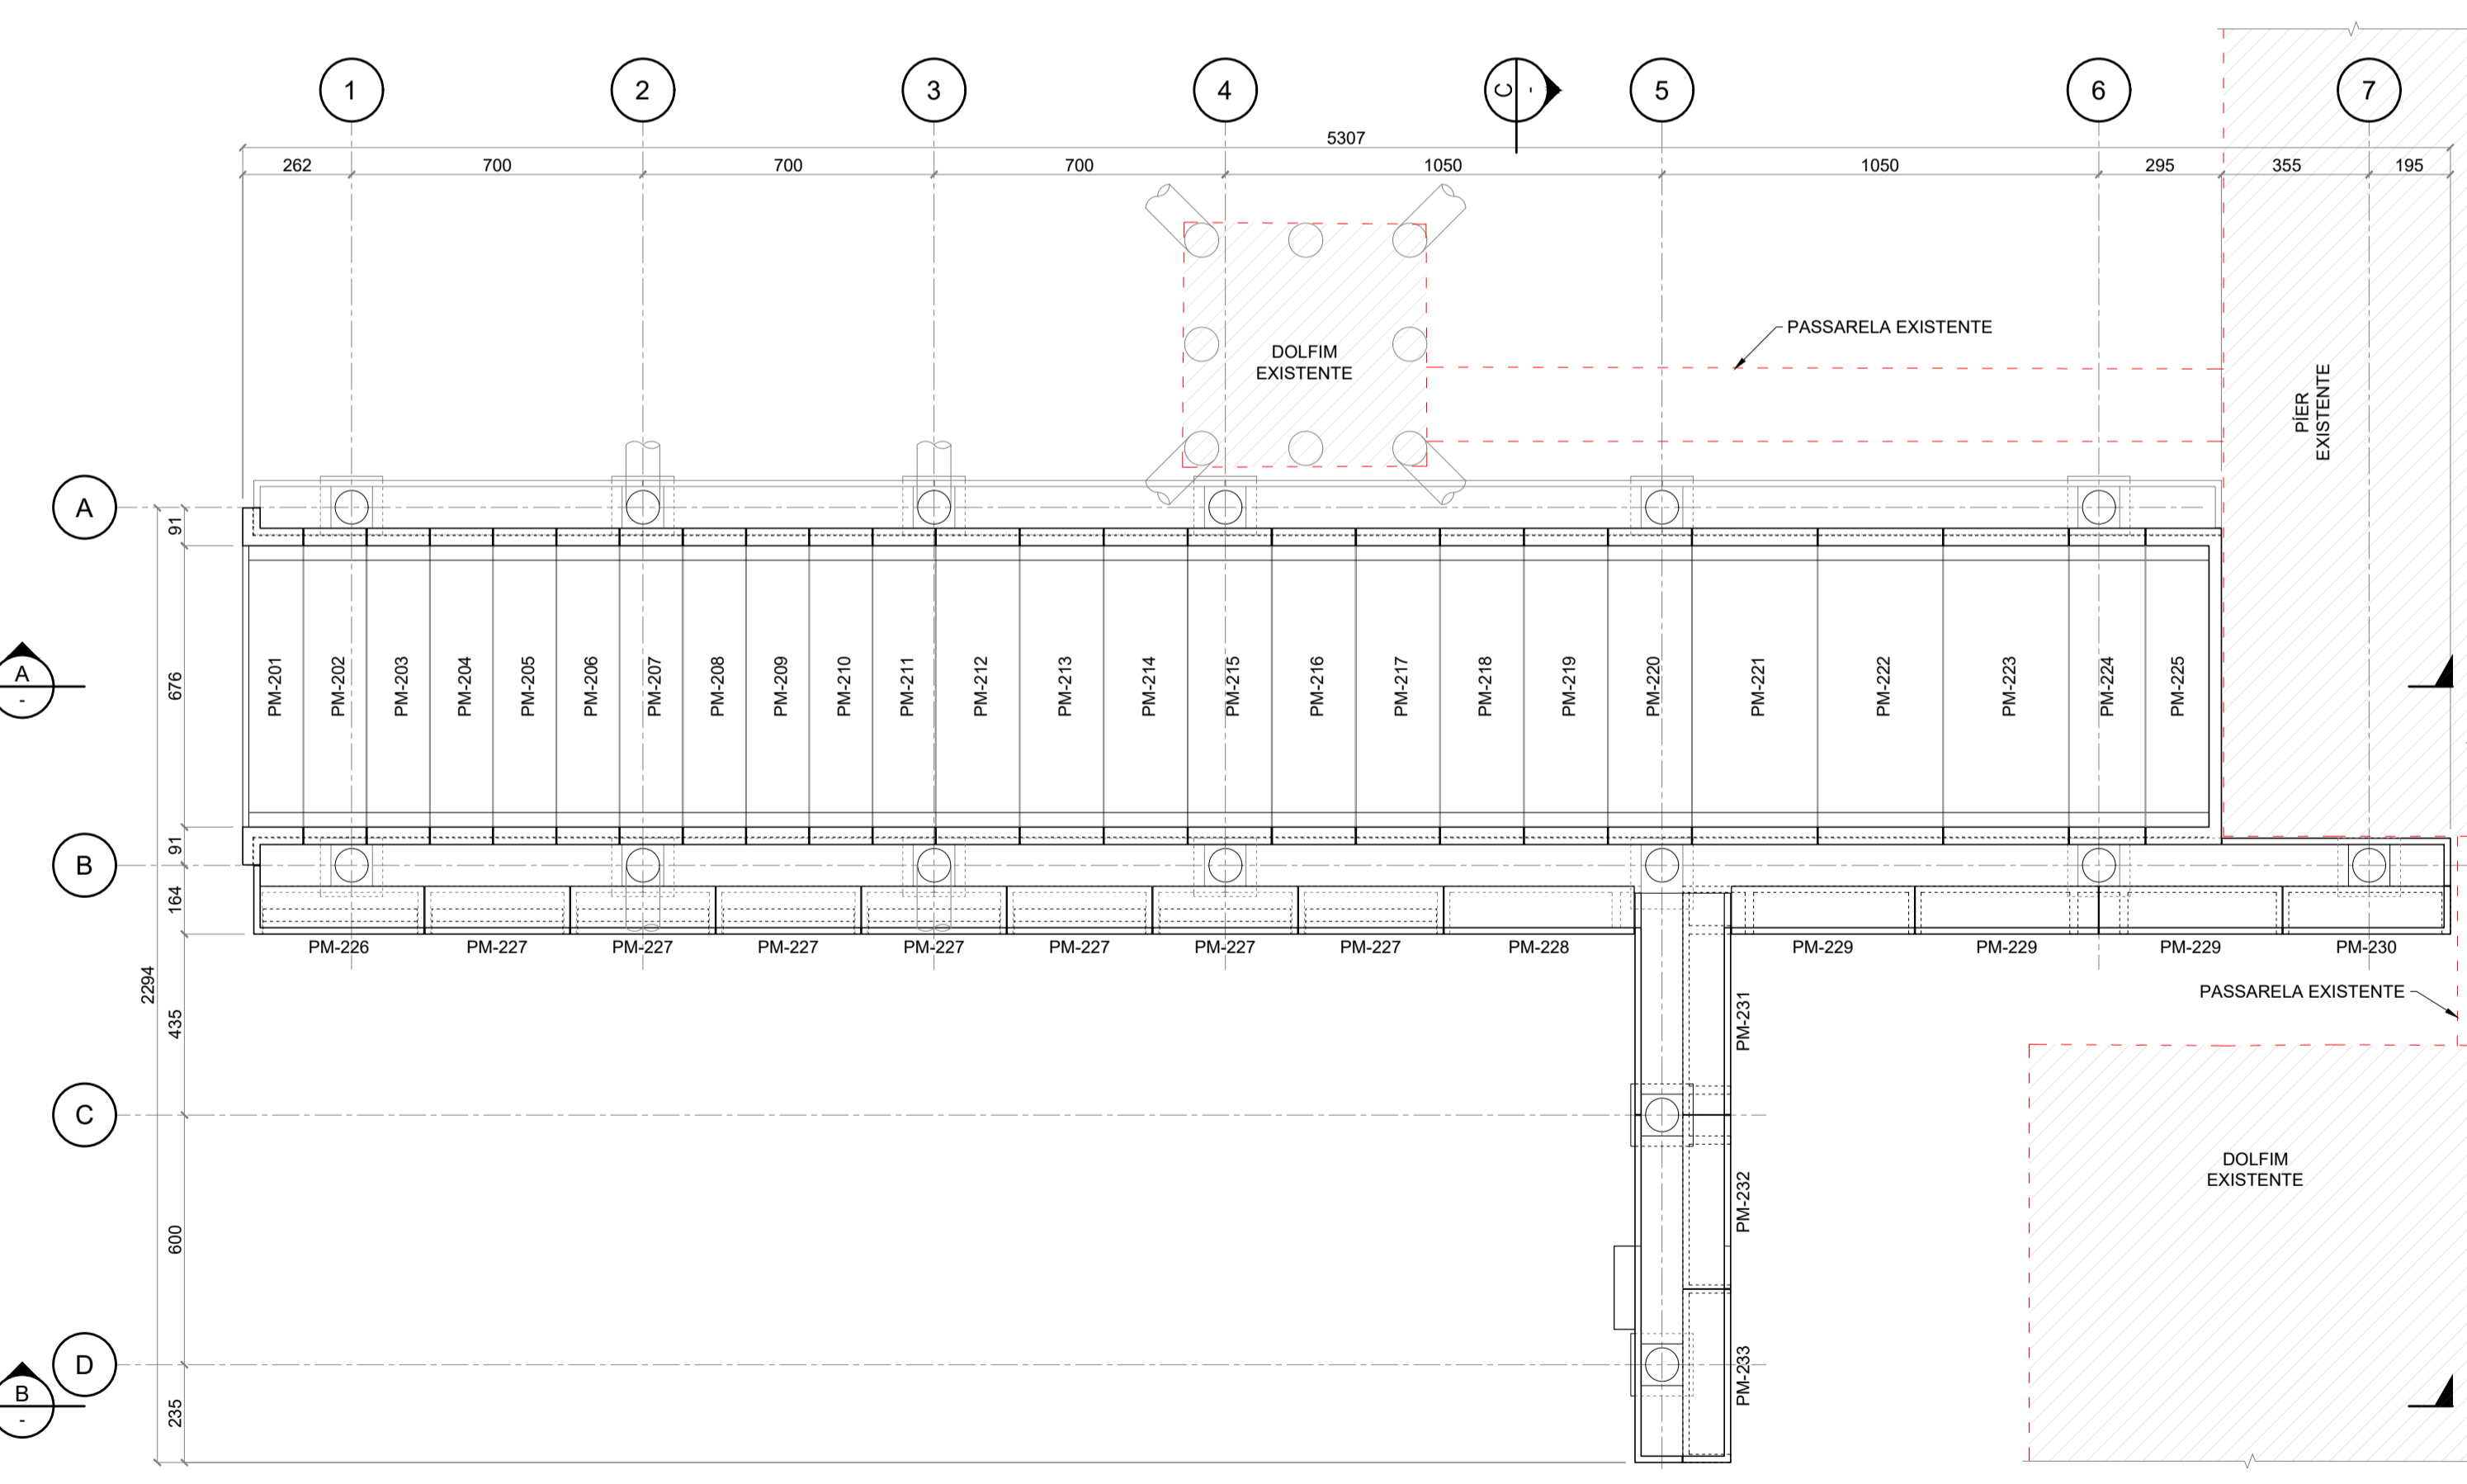 1
2
3
4
C
-
5
6
7
5307
262
700
700
700
1050
1050
295
355
195
PASSARELA EXISTENTE
DOLFIM
EXISTENTE
PÍER
EXISTENTE
A
91
A
-
676
PM-201
PM-202
PM-203
PM-204
PM-205
PM-206
PM-207
PM-208
PM-209
PM-210
PM-211
PM-212
PM-213
PM-214
PM-215
PM-216
PM-217
PM-218
PM-219
PM-220
PM-221
PM-222
PM-223
PM-224
PM-225
B
91
164
PM-226
PM-227
PM-227
PM-227
PM-227
PM-227
PM-227
PM-227
PM-228
PM-229
PM-229
PM-229
PM-230
2294
435
PM-231
PASSARELA EXISTENTE
C
DOLFIM
EXISTENTE
PM-232
600
D
PM-233
B
-
235